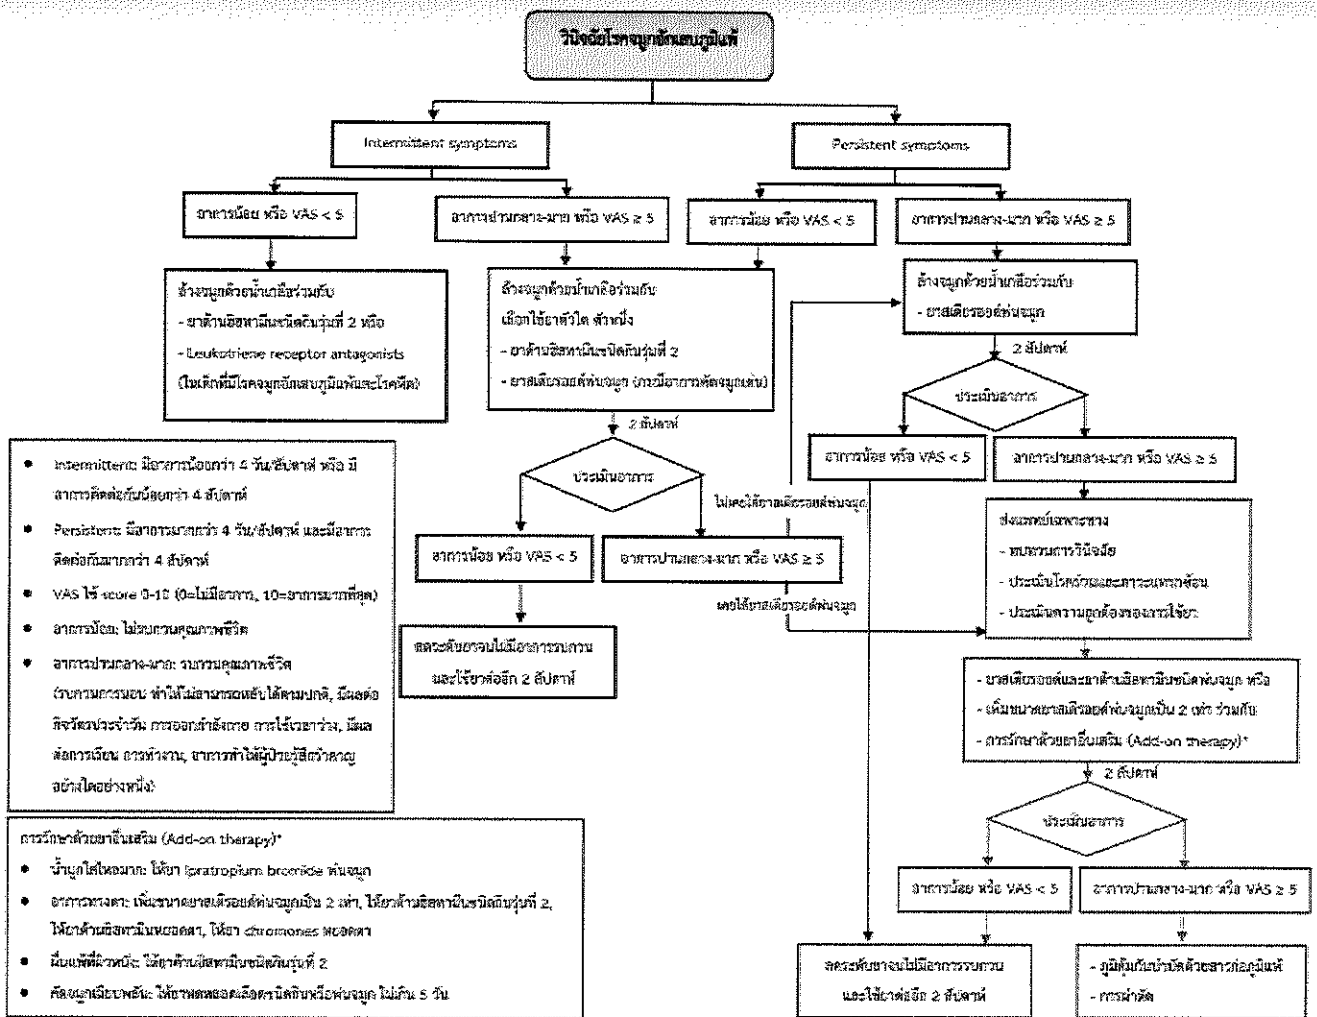 วินิจฉัยโรคจมูกอักเสบภูมิแพ้
Intermittent symptoms
Persistent symptoms
อาการน้อย หรือ VAS < 5
อาการปานกลาง-มาก หรือ VAS ≥ 5
อาการน้อย หรือ VAS < 5
อาการปานกลาง-มาก หรือ VAS ≥ 5
ล้างจมูกด้วยน้ำเกลือร่วมกับ
- ยาต้านฮิสทามีนชนิดกินรุ่นที่ 2 หรือ
- Leukotriene receptor antagonists
(ในเด็กที่มีโรคจมูกอักเสบภูมิแพ้และโรคหืด)
ล้างจมูกด้วยน้ำเกลือร่วมกับ
เลือกใช้ยาตัวใด ตัวหนึ่ง
- ยาต้านฮิสทามีนชนิดกินรุ่นที่ 2
- ยาสเตียรอยด์พ่นจมูก (กรณีอาการคัดจมูกเด่น)
ล้างจมูกด้วยน้ำเกลือร่วมกับ
- ยาสเตียรอยด์พ่นจมูก
2 สัปดาห์
ประเมินอาการ
2 สัปดาห์
ประเมินอาการ
อาการน้อย หรือ VAS < 5
อาการปานกลาง-มาก หรือ VAS ≥ 5
ไม่เคยได้ยาสเตียรอยด์พ่นจมูก
อาการน้อย หรือ VAS < 5
อาการปานกลาง-มาก หรือ VAS ≥ 5
เคยได้ยาสเตียรอยด์พ่นจมูก
ส่งแพทย์เฉพาะทาง
- ทบทวนการวินิจฉัย
- ประเมินโรคร่วมและภาวะแทรกซ้อน
- ประเมินความถูกต้องของการใช้ยา
ลดระดับยาจนไม่มีอาการรบกวน
และใช้ยาต่ออีก 2 สัปดาห์
- ยาสเตียรอยด์และยาต้านฮิสทามีนชนิดพ่นจมูก หรือ
- เพิ่มขนาดยาสเตียรอยด์พ่นจมูกเป็น 2 เท่า ร่วมกับ
- การรักษาด้วยยาอื่นเสริม (Add-on therapy)*
2 สัปดาห์
ประเมินอาการ
อาการน้อย หรือ VAS < 5
อาการปานกลาง-มาก หรือ VAS ≥ 5
ลดระดับยาจนไม่มีอาการรบกวน
และใช้ยาต่ออีก 2 สัปดาห์
- ภูมิคุ้มกันบำบัดด้วยสารก่อภูมิแพ้
- การผ่าตัด
● Intermittent: มีอาการน้อยกว่า 4 วัน/สัปดาห์ หรือ มี
อาการติดต่อกันน้อยกว่า 4 สัปดาห์
● Persistent: มีอาการมากกว่า 4 วัน/สัปดาห์ และมีอาการ
ติดต่อกันมากกว่า 4 สัปดาห์
● VAS ใช้ score 0-10 (0=ไม่มีอาการ, 10=อาการมากที่สุด)
● อาการน้อย: ไม่รบกวนคุณภาพชีวิต
● อาการปานกลาง-มาก: รบกวนคุณภาพชีวิต
(รบกวนการนอน ทำให้ไม่สามารถหลับได้ตามปกติ, มีผลต่อ
กิจวัตรประจำวัน การออกกำลังกาย การใช้เวลาว่าง, มีผล
ต่อการเรียน การทำงาน, อาการทำให้ผู้ป่วยรู้สึกรำคาญ
อย่างใดอย่างหนึ่ง)
การรักษาด้วยยาอื่นเสริม (Add-on therapy)*
● น้ำมูกใสไหลมาก: ให้ยา Ipratropium bromide พ่นจมูก
● อาการทางตา: เพิ่มขนาดยาสเตียรอยด์พ่นจมูกเป็น 2 เท่า, ให้ยาต้านฮิสทามีนชนิดกินรุ่นที่ 2,
ให้ยาต้านฮิสทามีนหยอดตา, ให้ยา chromones หยอดตา
● ผื่นแพ้ที่ผิวหนัง: ให้ยาต้านฮิสทามีนชนิดกินรุ่นที่ 2
● คัดจมูกเฉียบพลัน: ให้ยาหดหลอดเลือดชนิดกินหรือพ่นจมูก ไม่เกิน 5 วัน